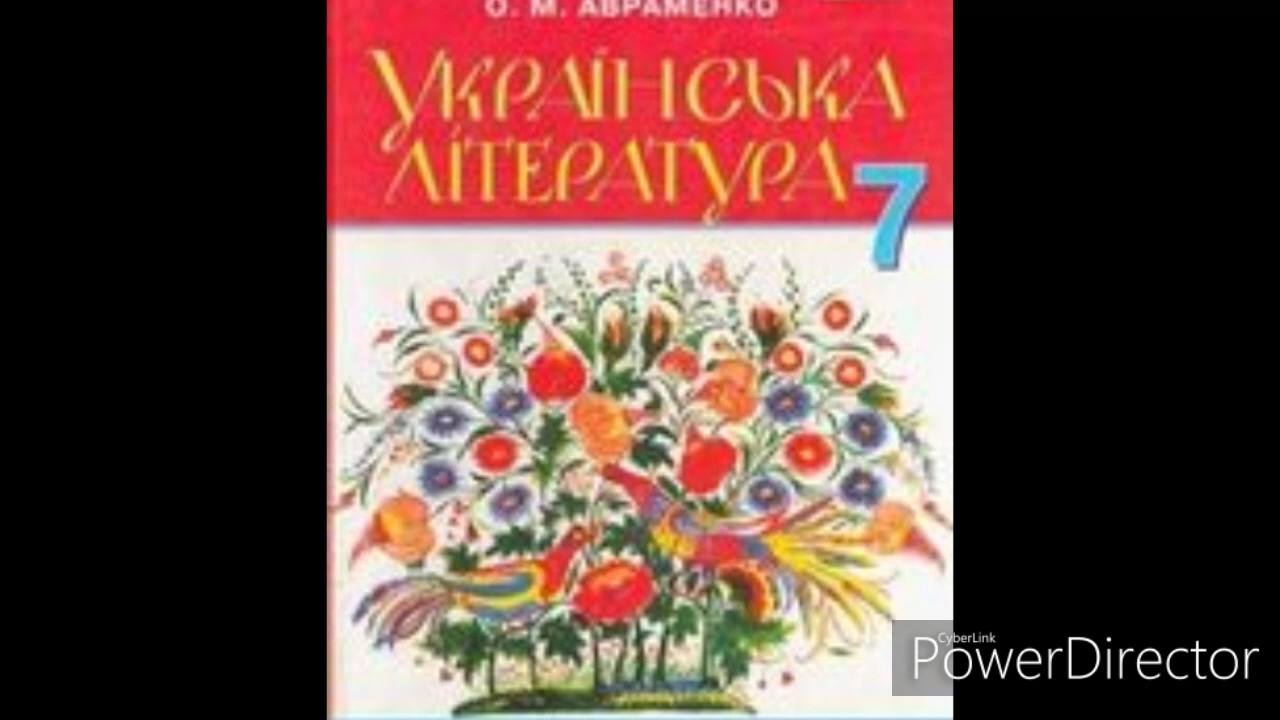 О. М. АВРАМЕНКО
УКРАЇНСЬКА
ЛІТЕРАТУРА
7
CyberLink
PowerDirector